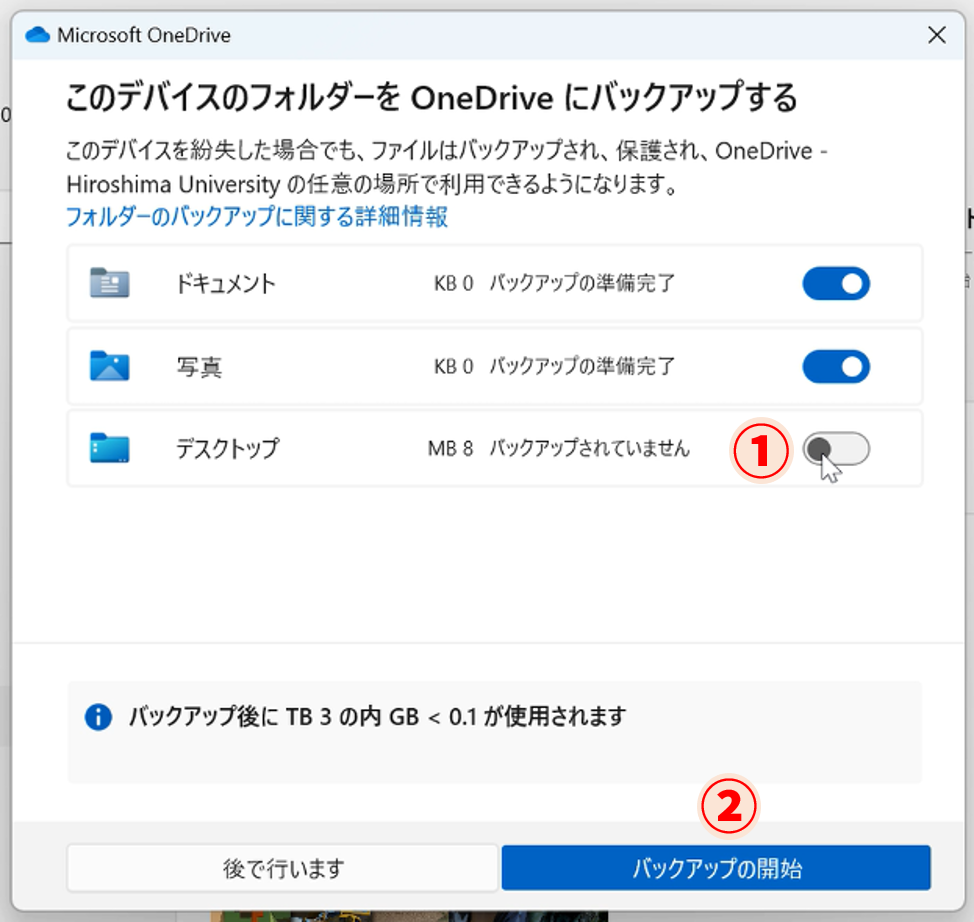 Microsoft OneDrive
このデバイスのフォルダーを OneDrive にバックアップする
このデバイスを紛失した場合でも、ファイルはバックアップされ、保護され、OneDrive -
Hiroshima University の任意の場所で利用できるようになります。
フォルダーのバックアップに関する詳細情報
ドキュメント KB 0 バックアップの準備完了
写真 KB 0 バックアップの準備完了
デスクトップ MB 8 バックアップされていません ①
バックアップ後に TB 3 の内 GB < 0.1 が使用されます
②
後で行います バックアップの開始